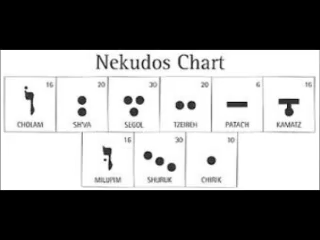 Nekudos Chart
16 20 30 20 6 16
וֹ
CHOLAM SH'VA SEGOL TZEIREH PATACH KAMATZ
16 30 10
וּ
MILUPIM SHURUK CHIRIK